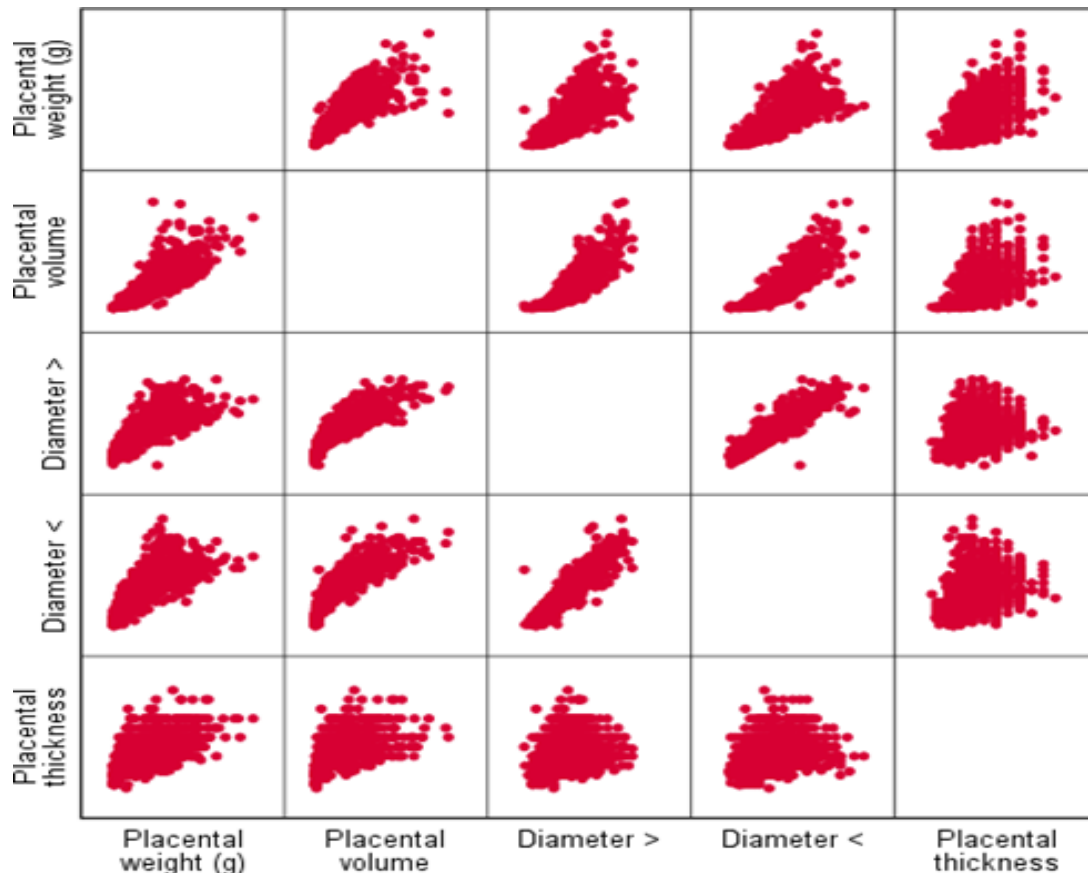 Placental
weight (g)
Placental
volume
Diameter >
Diameter <
Placental
thickness
Placental
weight (g)
Placental
volume
Diameter >
Diameter <
Placental
thickness